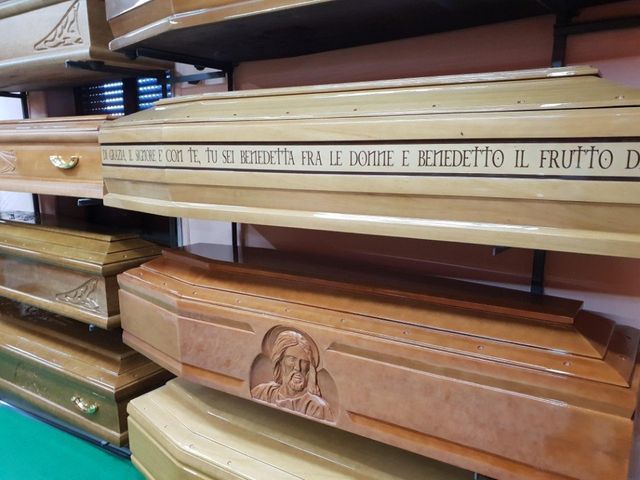 DI GRAZIA, IL SIGNORE E' CON TE, TU SEI BENEDETTA FRA LE DONNE E BENEDETTO IL FRUTTO D